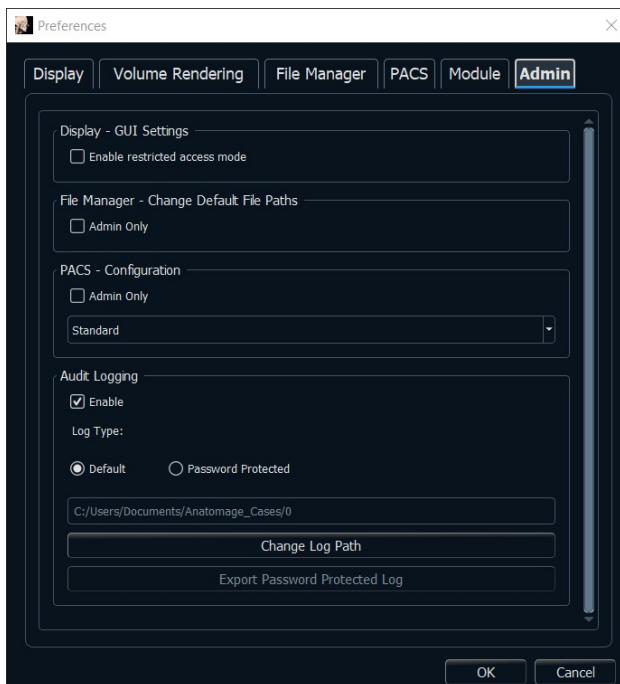 Preferences
Display
Volume Rendering
File Manager
PACS
Module
Admin
Display - GUI Settings
Enable restricted access mode
File Manager - Change Default File Paths
Admin Only
PACS - Configuration
Admin Only
Standard
Audit Logging
Enable
Log Type:
Default
Password Protected
C:/Users/Documents/Anatomage_Cases/0
Change Log Path
Export Password Protected Log
OK
Cancel